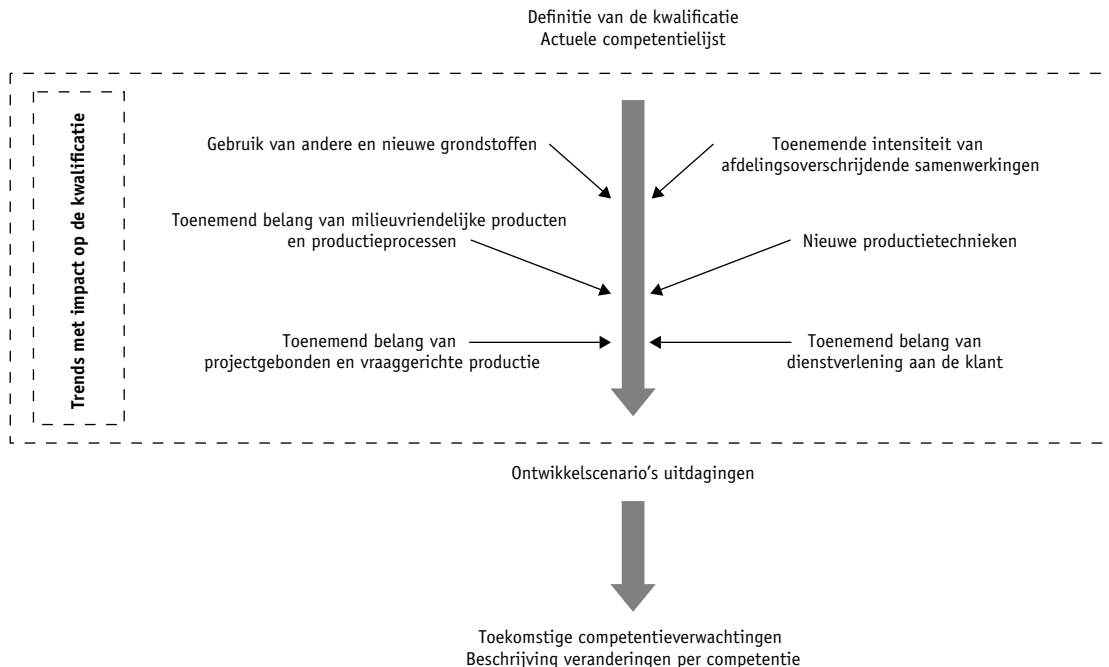 Definitie van de kwalificatie
Actuele competentielijst
Trends met impact op de kwalificatie
Gebruik van andere en nieuwe grondstoffen
Toenemende intensiteit van
afdelingsoverschrijdende samenwerkingen
Toenemend belang van milieuvriendelijke producten
en productieprocessen
Nieuwe productietechnieken
Toenemend belang van
projectgebonden en vraaggerichte productie
Toenemend belang van
dienstverlening aan de klant
Ontwikkelscenario's uitdagingen
Toekomstige competentieverwachtingen
Beschrijving veranderingen per competentie